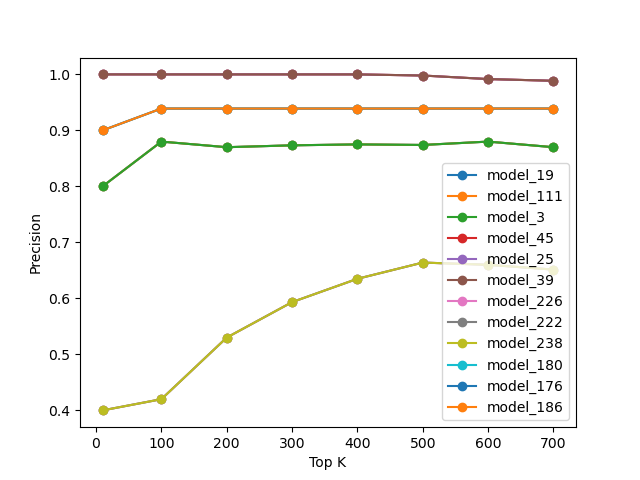 1.0
0.9
0.8
0.7
0.6
0.5
0.4
Precision
0
100
200
300
400
500
600
700
Top K
model_19
model_111
model_3
model_45
model_25
model_39
model_226
model_222
model_238
model_180
model_176
model_186